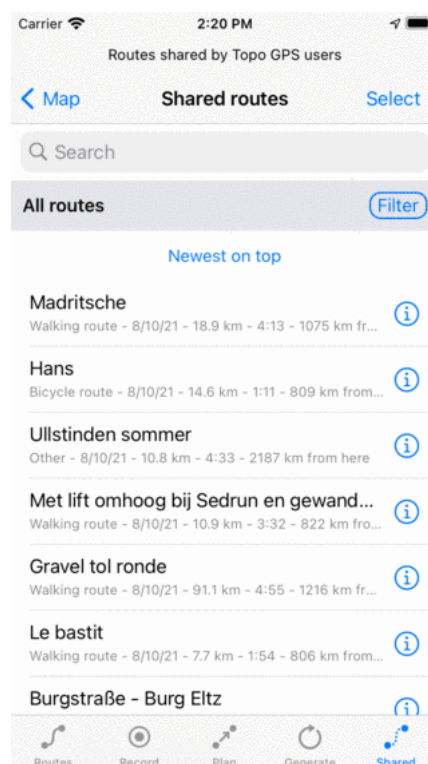 Carrier 2:20 PM
Routes shared by Topo GPS users
Map Shared routes Select
Search
All routes Filter
Newest on top
Madritsche
Walking route - 8/10/21 - 18.9 km - 4:13 - 1075 km fr...
Hans
Bicycle route - 8/10/21 - 14.6 km - 1:11 - 809 km from...
Ullstinden sommer
Other - 8/10/21 - 10.8 km - 4:33 - 2187 km from here
Met lift omhoog bij Sedrun en gewand...
Walking route - 8/10/21 - 10.9 km - 3:32 - 822 km fro...
Gravel tol ronde
Walking route - 8/10/21 - 91.1 km - 4:55 - 1216 km fr...
Le bastit
Walking route - 8/10/21 - 7.7 km - 1:54 - 806 km from...
Burgstraße - Burg Eltz
Routes Record Plan Generate Shared